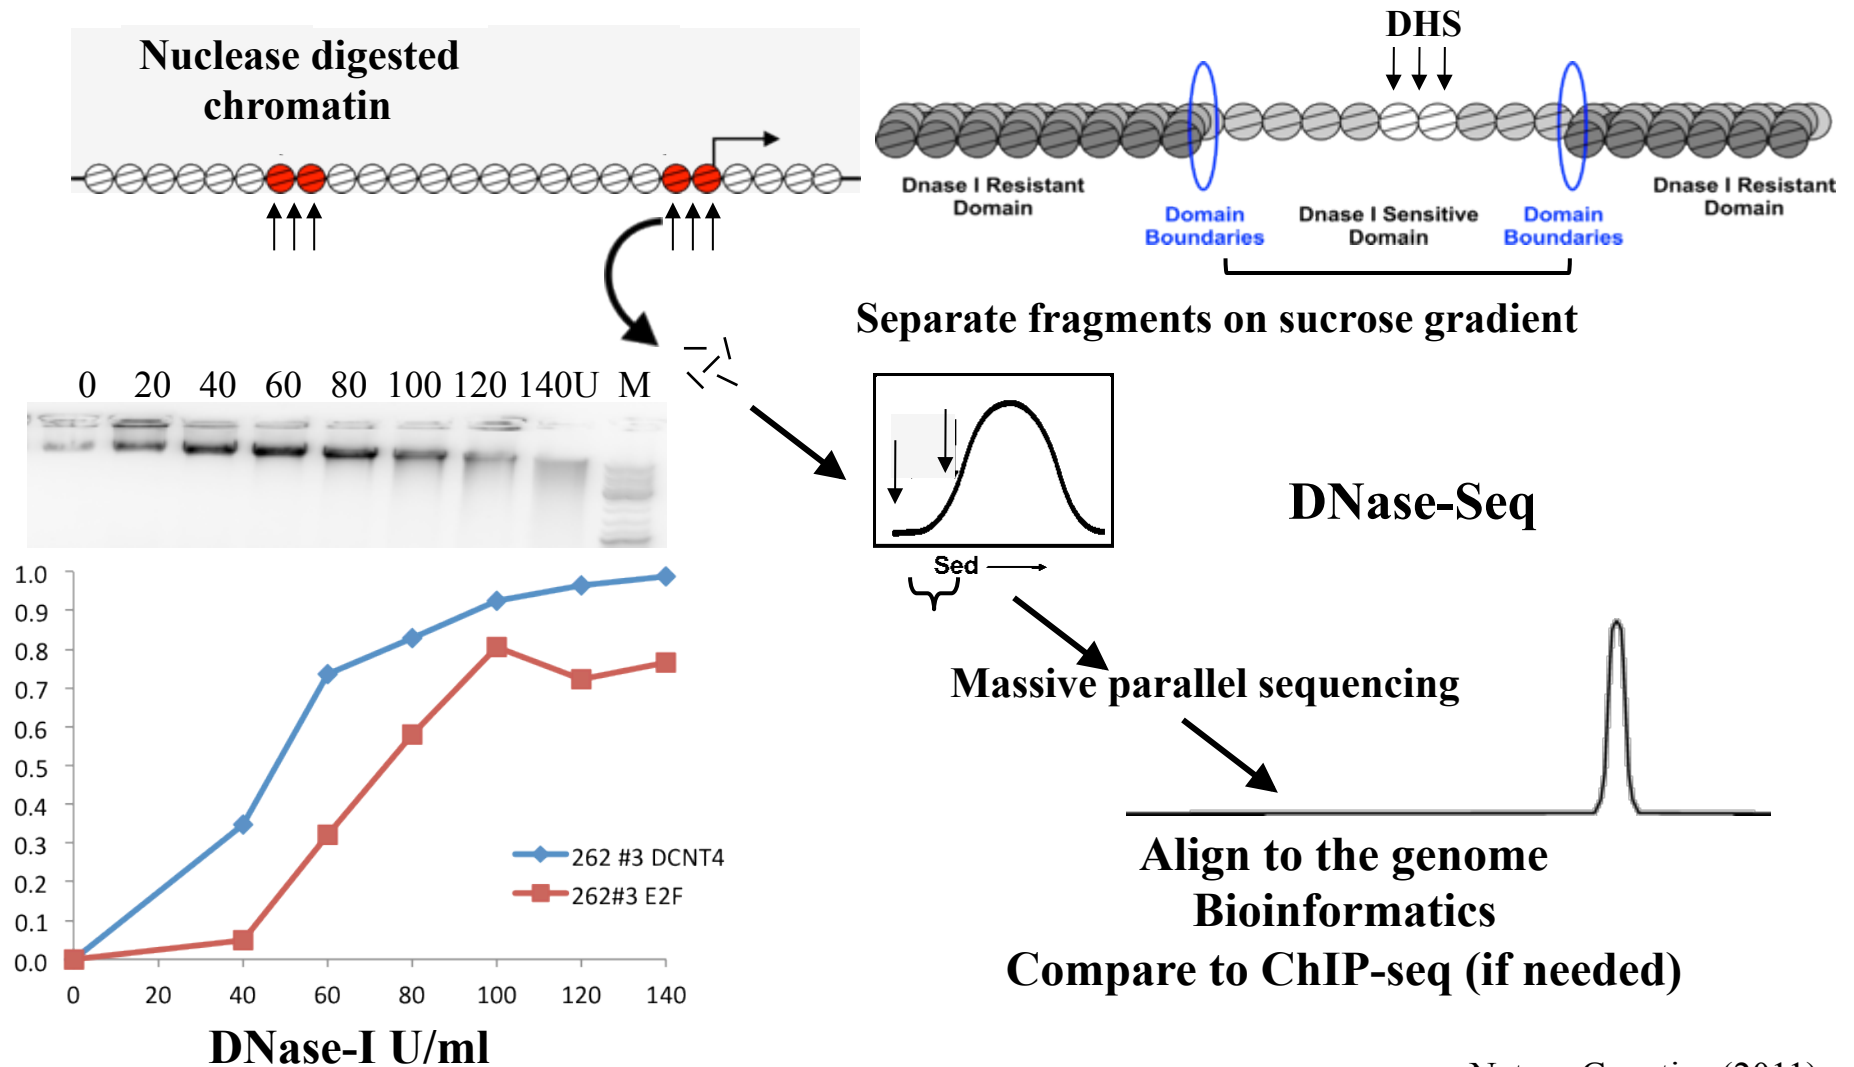 Nuclease digested
chromatin
DHS
Dnase I Resistant
Domain
Domain
Boundaries
Dnase I Sensitive
Domain
Domain
Boundaries
Dnase I Resistant
Domain
Separate fragments on sucrose gradient
0 20 40 60 80 100 120 140U M
Sed
DNase-Seq
Massive parallel sequencing
1.0
0.9
0.8
0.7
0.6
0.5
0.4
0.3
0.2
0.1
0.0
262 #3 DCNT4
262#3 E2F
0 20 40 60 80 100 120 140
DNase-I U/ml
Align to the genome
Bioinformatics
Compare to ChIP-seq (if needed)
(2011)